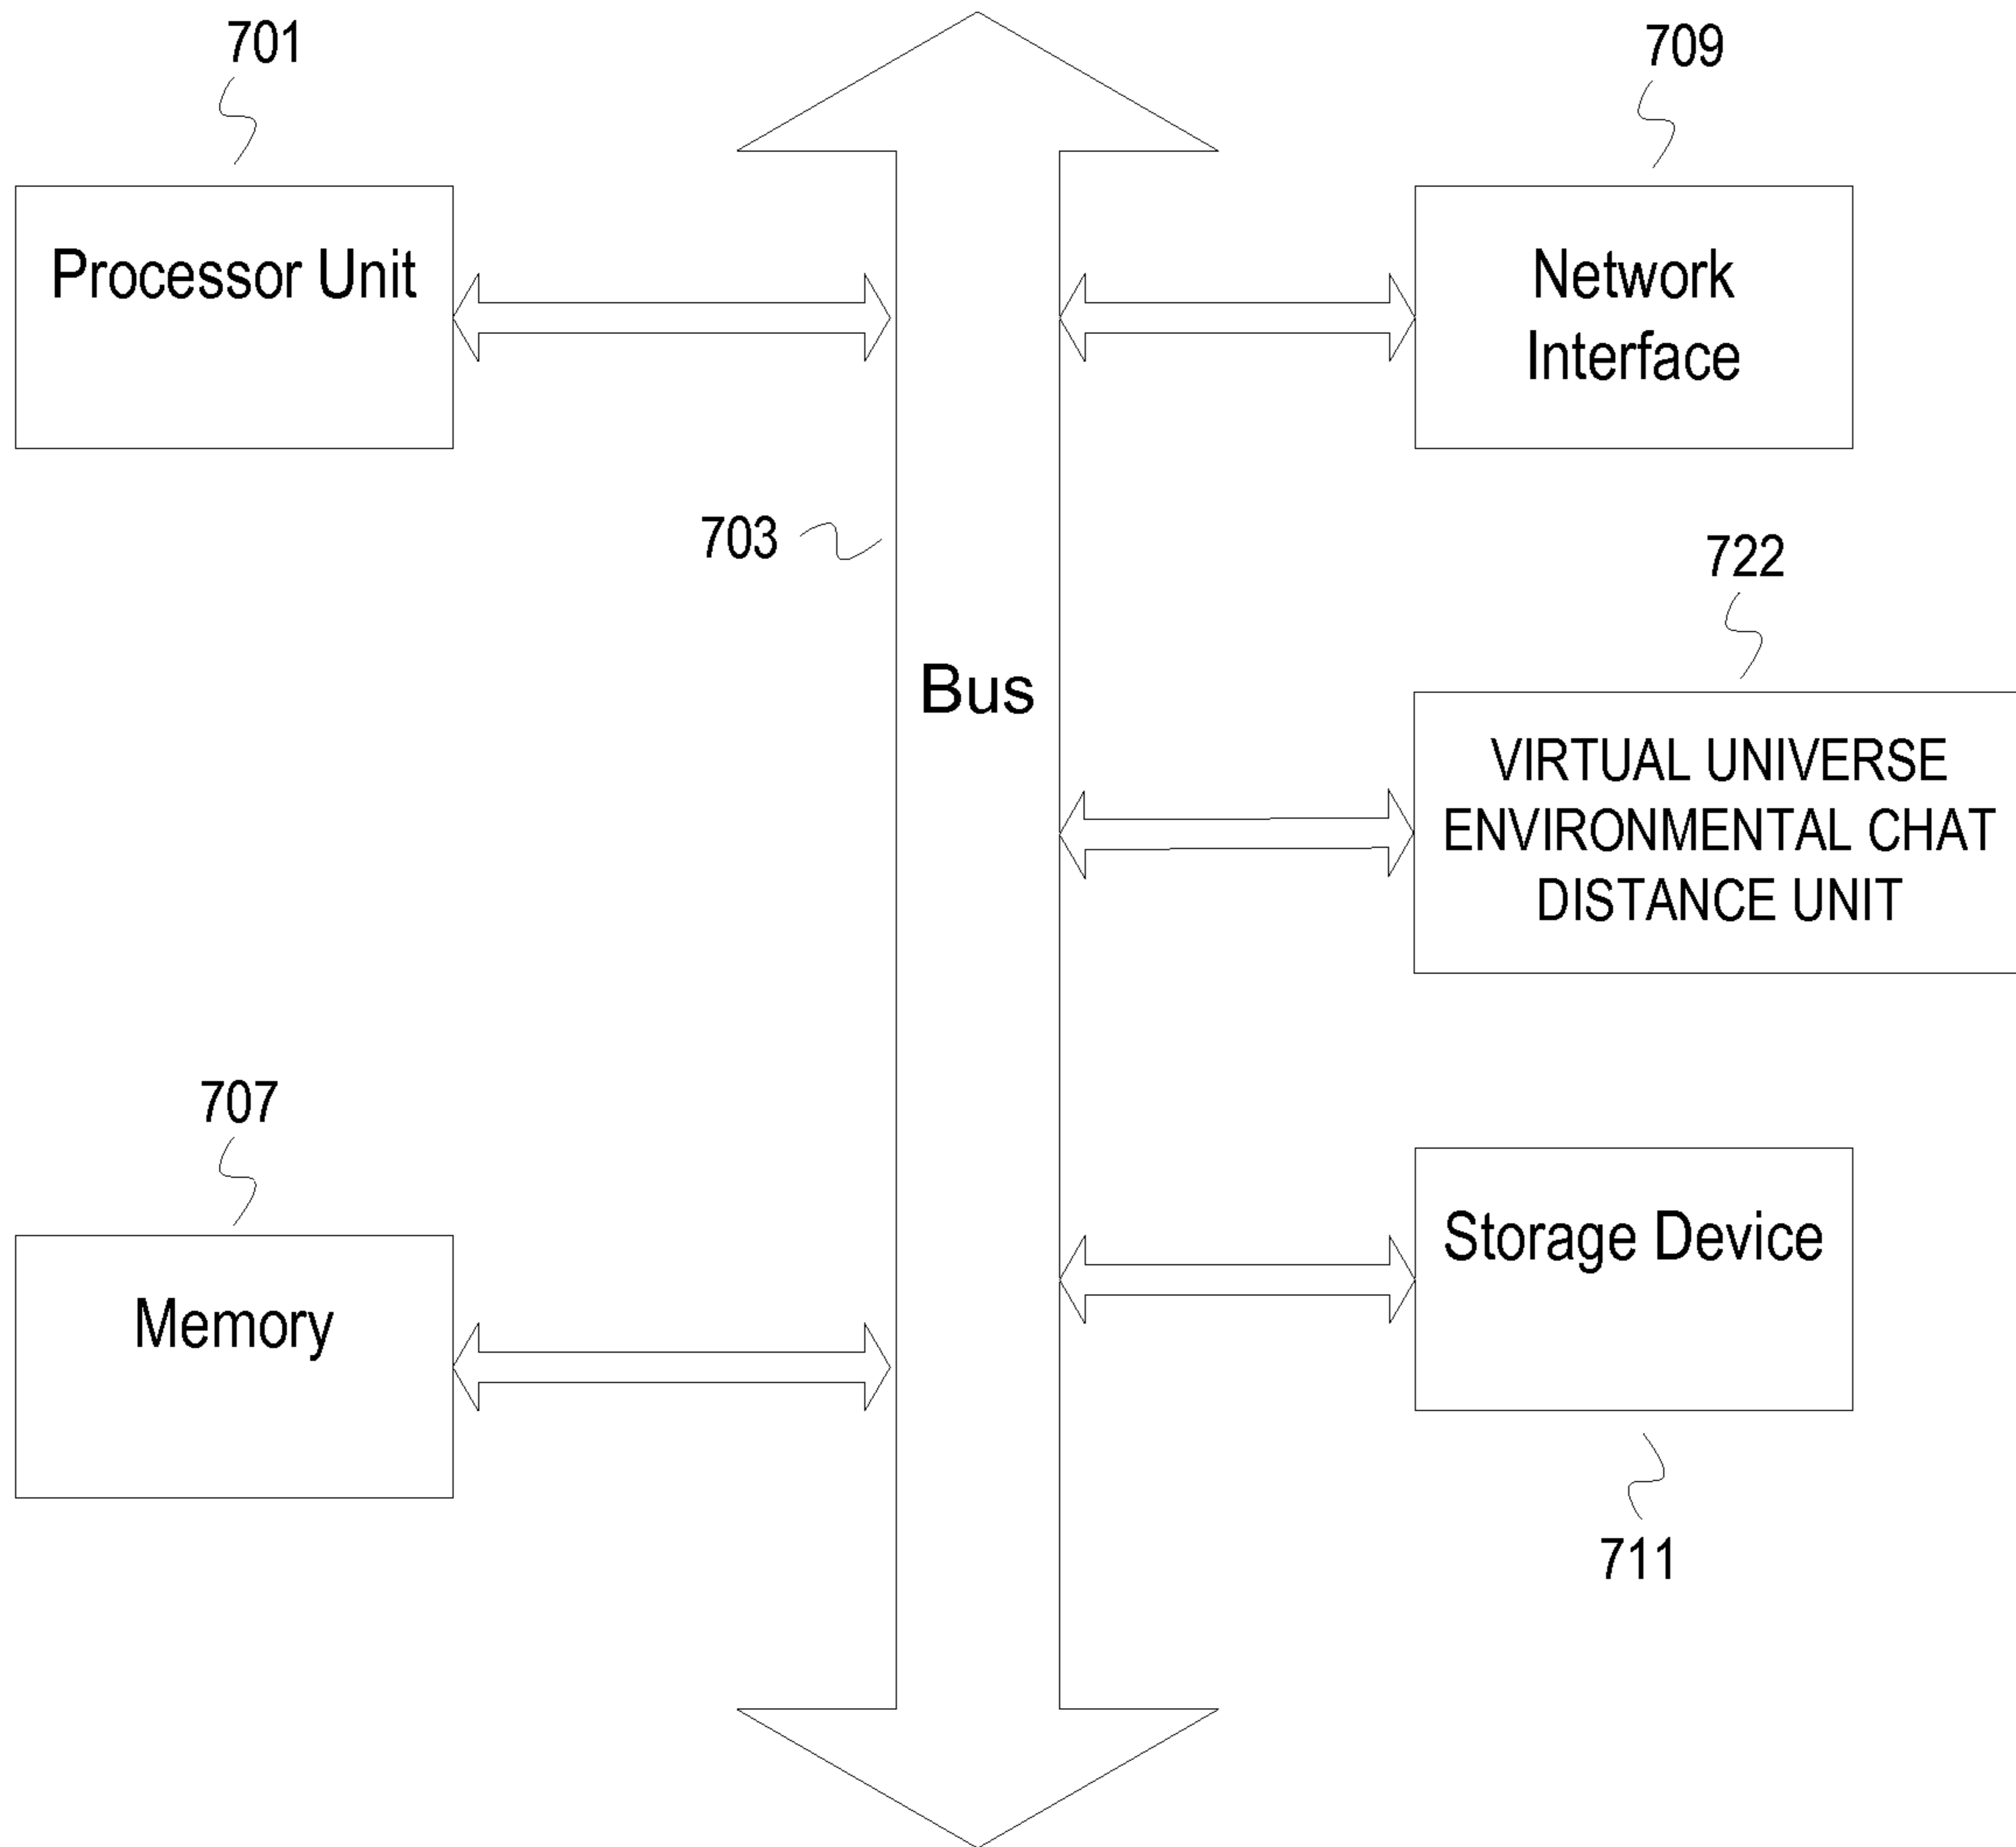 701
709
Processor Unit
Network
Interface
703
722
Bus
VIRTUAL UNIVERSE
ENVIRONMENTAL CHAT
DISTANCE UNIT
707
Storage Device
Memory
711